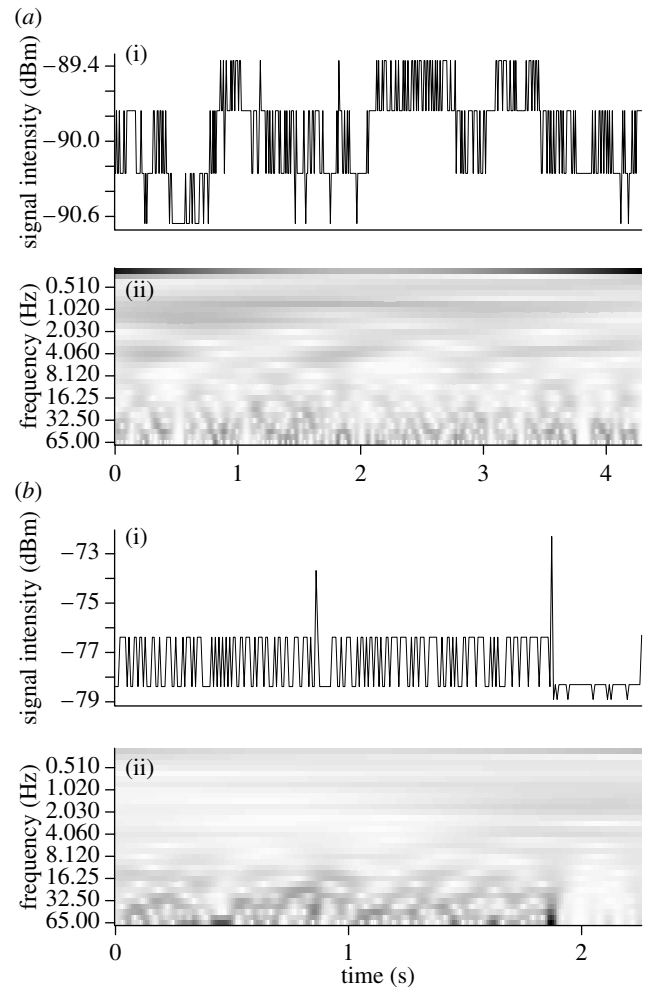 (a)
(i)
signal intensity (dBm)
−89.4
−90.0
−90.6
(ii)
frequency (Hz)
0.510
1.020
2.030
4.060
8.120
16.25
32.50
65.00
0 1 2 3 4
(b)
(i)
signal intensity (dBm)
−73
−75
−77
−79
(ii)
frequency (Hz)
0.510
1.020
2.030
4.060
8.120
16.25
32.50
65.00
0 1 2
time (s)